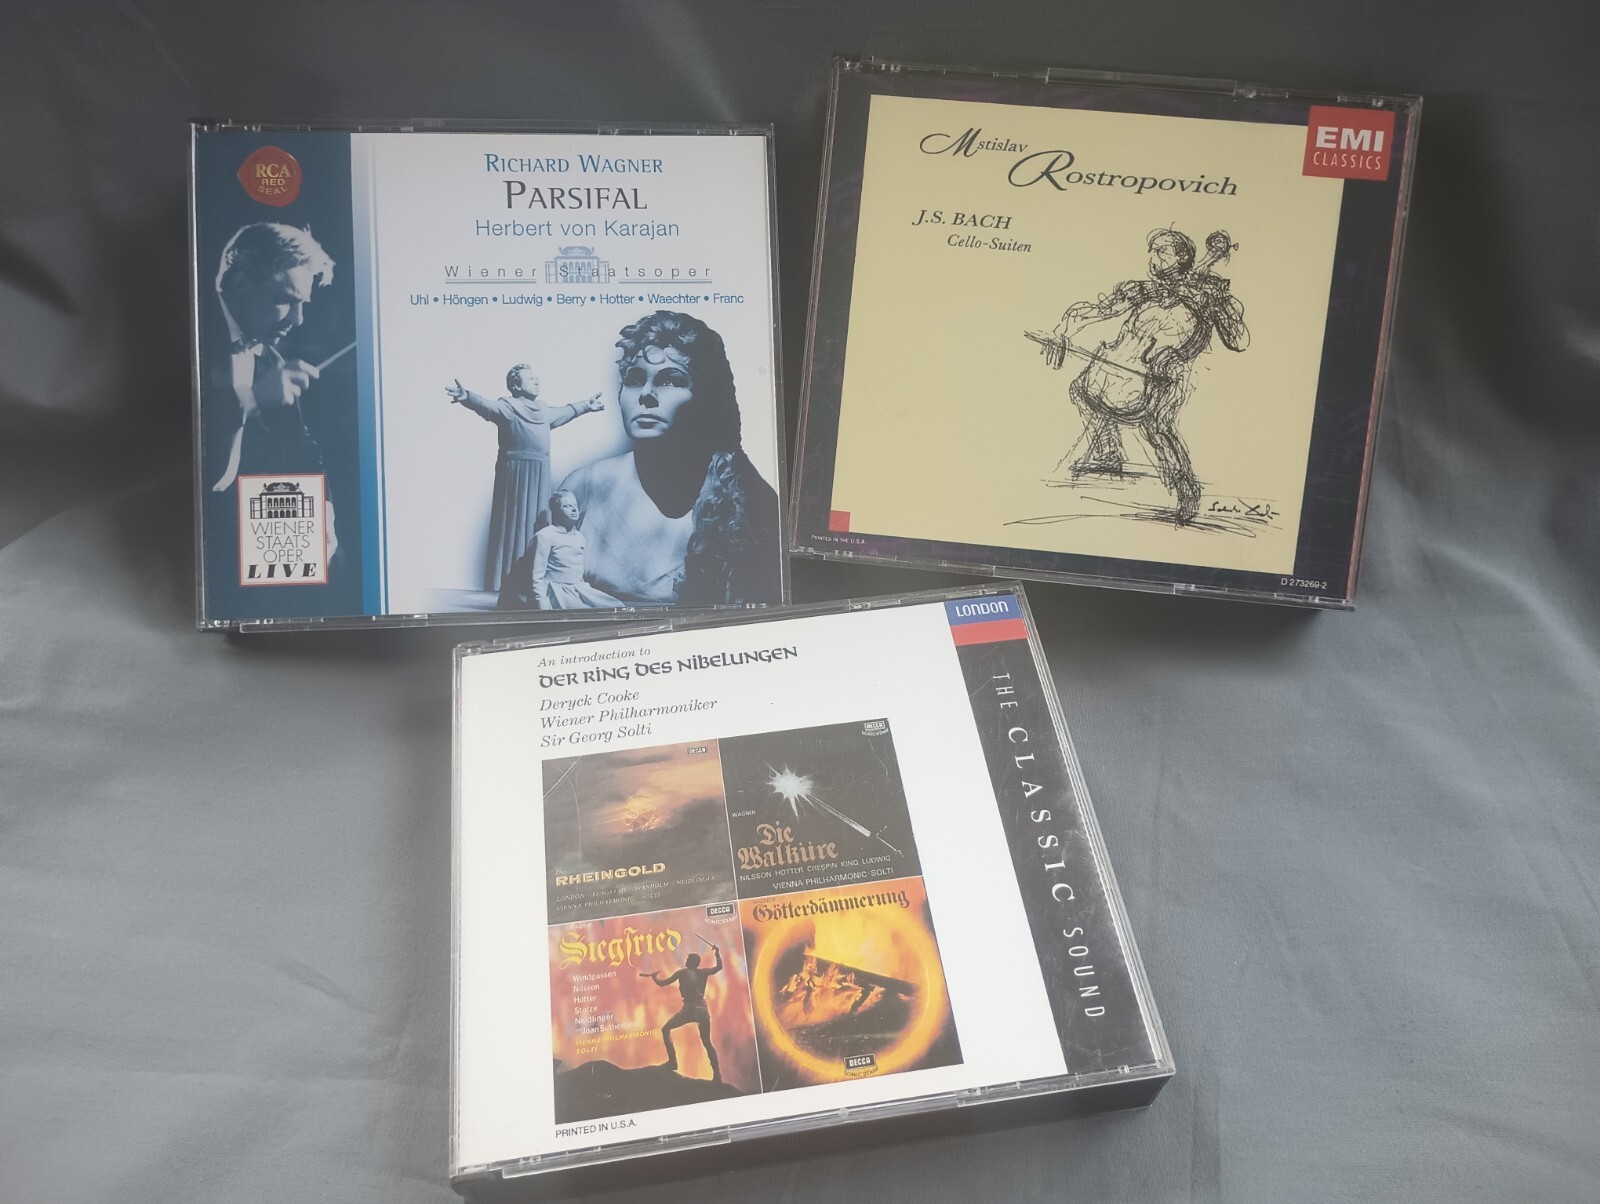 RCA
RED
SEAL
RICHARD WAGNER
PARSIFAL
Herbert von Karajan
Wiener Staatsoper
Uhl • Höngen • Ludwig • Berry • Hotter • Waechter • Franc
WIENER
STAATS
OPER
LIVE
Mstislav
Rostropovich
J.S. BACH
Cello-Suiten
EMI
CLASSICS
PRINTED IN THE U.S.A.
D 273269-2
An introduction to
DER RING DES NIBELUNGEN
Deryck Cooke
Wiener Philharmoniker
Sir Georg Solti
LONDON
THE CLASSIC SOUND
DECCA
RHEINGOLD
VIENNA PHILHARMONIC · SOLTI
DECCA
WAGNER
Die
Walküre
NILSSON HOTTER CRESPIN KING LUDWIG
VIENNA PHILHARMONIC·SOLTI
DECCA
Siegfried
Windgassen
Nilsson
Hotter
Stolze
Neidlinger
Joan Sutherland
VIENNA PHILHARMONIC
SOLTI
Götterdämmerung
DECCA
PRINTED IN U.S.A.